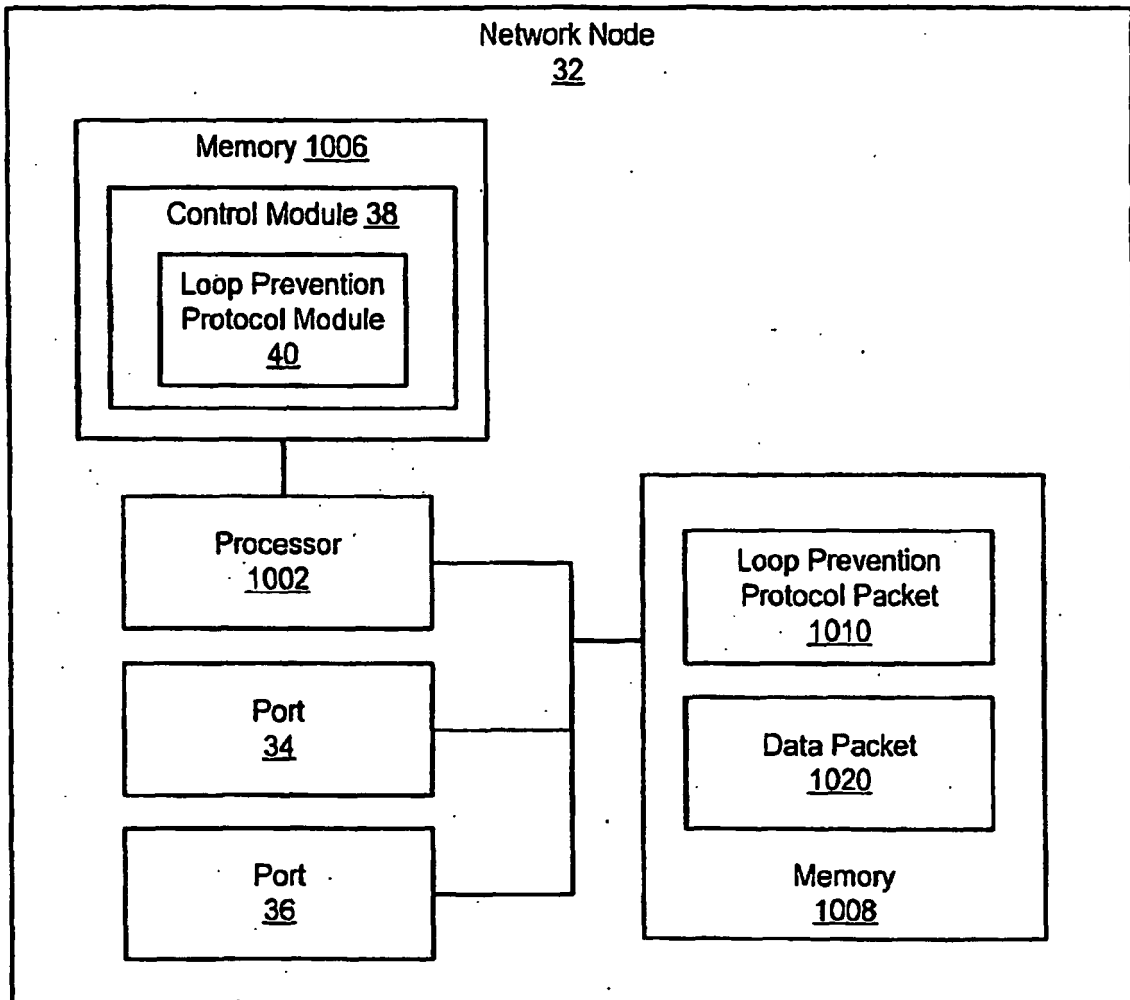 Network Node
32
Memory 1006
Control Module 38
Loop Prevention
Protocol Module
40
Processor
1002
Port
34
Port
36
Loop Prevention
Protocol Packet
1010
Data Packet
1020
Memory
1008